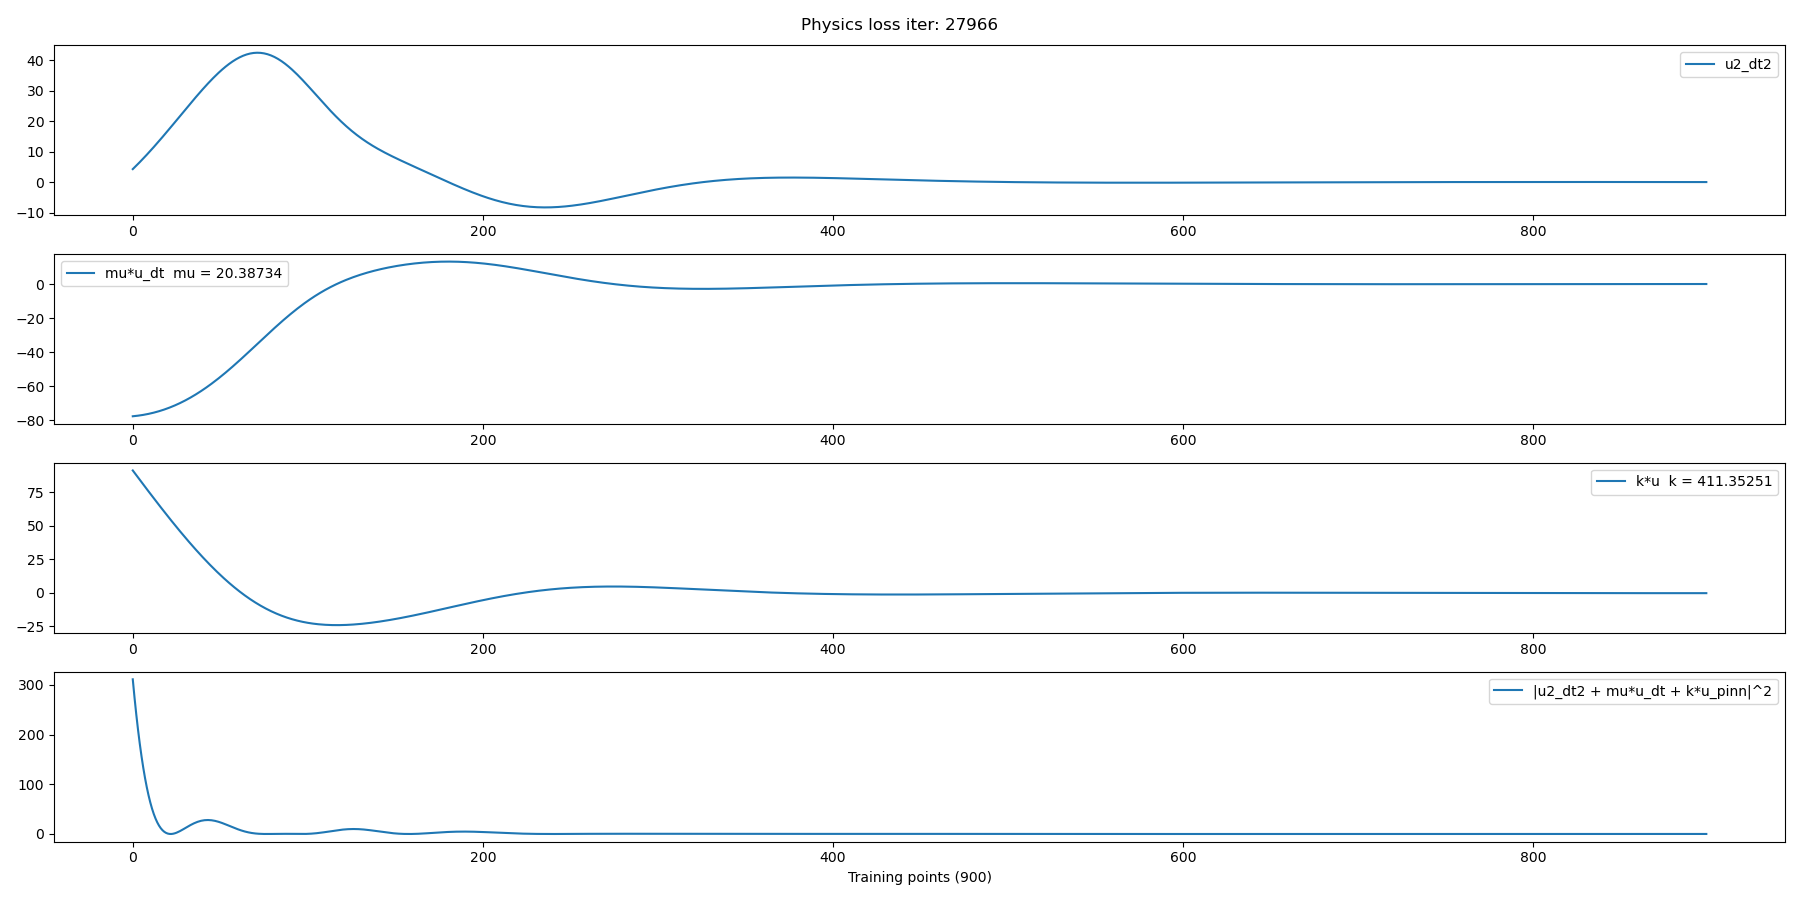 Physics loss iter: 27966
40
30
20
10
0
−10
u2_dt2
0 200 400 600 800
0
−20
−40
−60
−80
mu*u_dt  mu = 20.38734
0 200 400 600 800
75
50
25
0
−25
k*u  k = 411.35251
0 200 400 600 800
300
200
100
0
|u2_dt2 + mu*u_dt + k*u_pinn|^2
0 200 400 600 800
Training points (900)